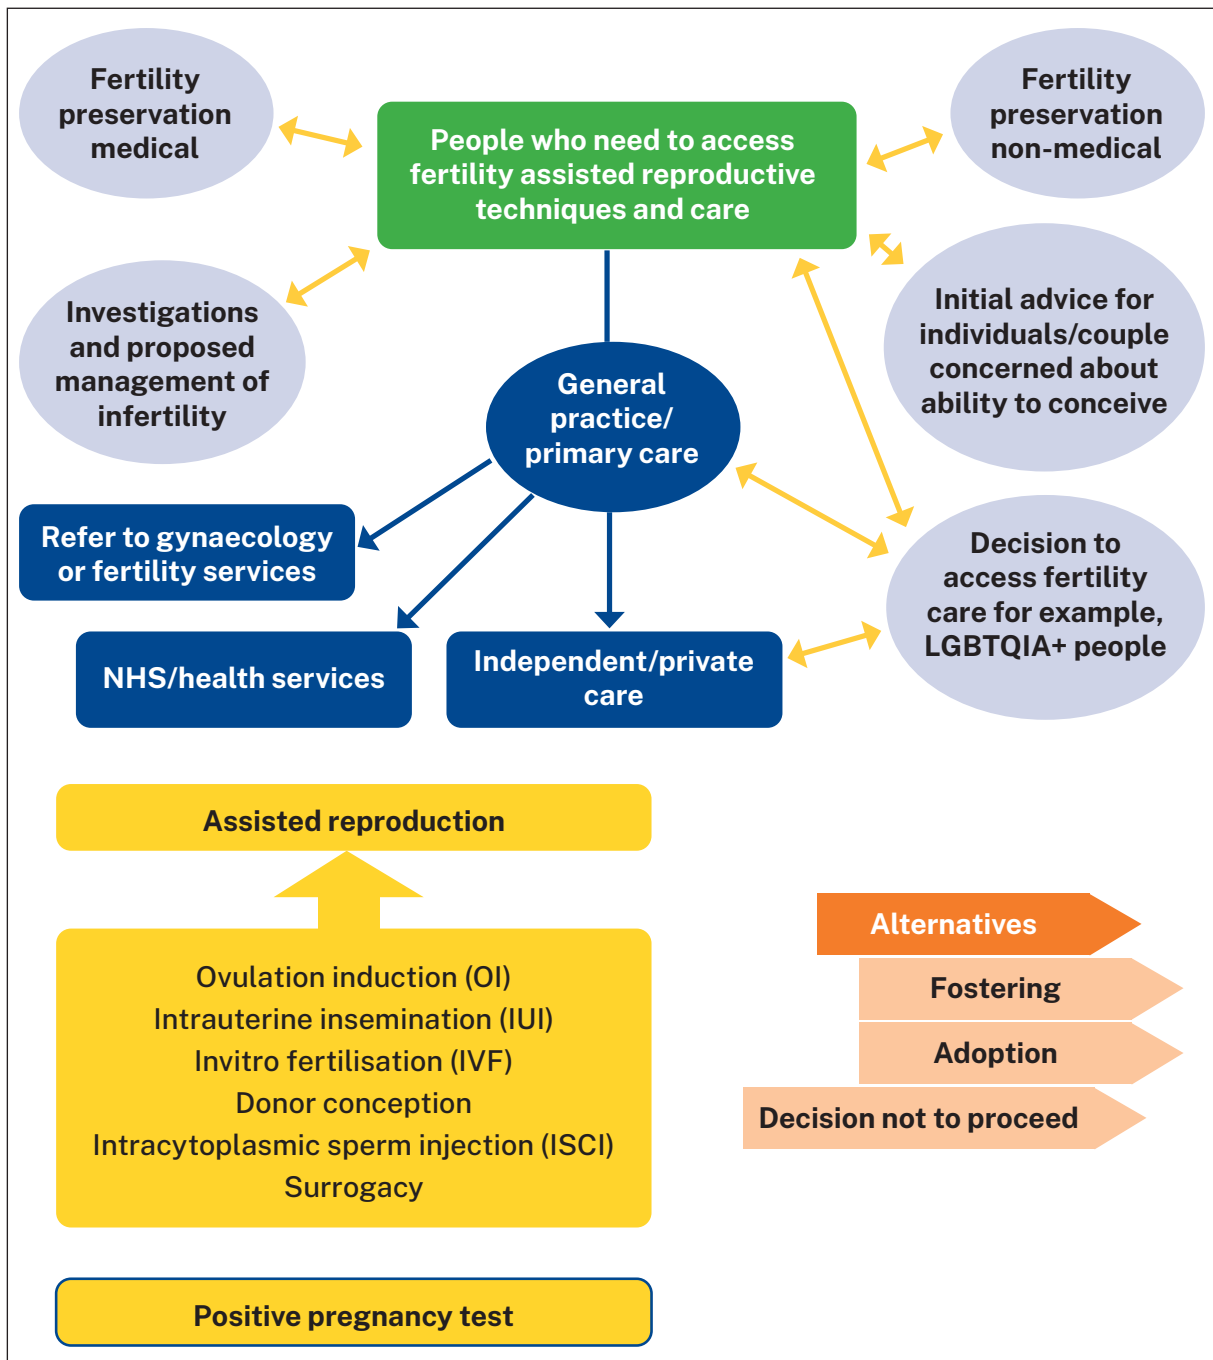 Fertility
preservation
medical
People who need to access
fertility assisted reproductive
techniques and care
Fertility
preservation
non-medical
Investigations
and proposed
management of
infertility
Initial advice for
individuals/couple
concerned about
ability to conceive
General
practice/
primary care
Refer to gynaecology
or fertility services
Decision to
access fertility
care for example,
LGBTQIA+ people
NHS/health services
Independent/private
care
Assisted reproduction
Ovulation induction (OI)
Intrauterine insemination (IUI)
Invitro fertilisation (IVF)
Donor conception
Intracytoplasmic sperm injection (ISCI)
Surrogacy
Alternatives
Fostering
Adoption
Decision not to proceed
Positive pregnancy test